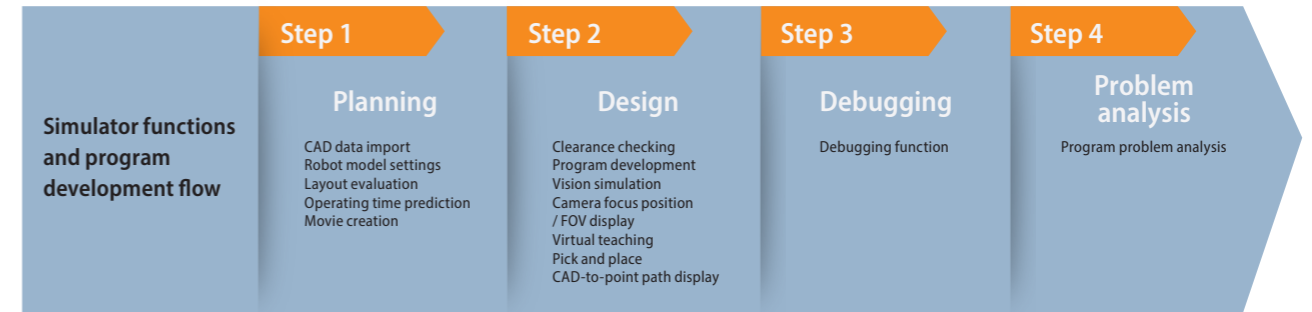 Simulator functions
and program
development flow
Step 1
Planning
CAD data import
Robot model settings
Layout evaluation
Operating time prediction
Movie creation
Step 2
Design
Clearance checking
Program development
Vision simulation
Camera focus position
/ FOV display
Virtual teaching
Pick and place
CAD-to-point path display
Step 3
Debugging
Debugging function
Step 4
Problem
analysis
Program problem analysis